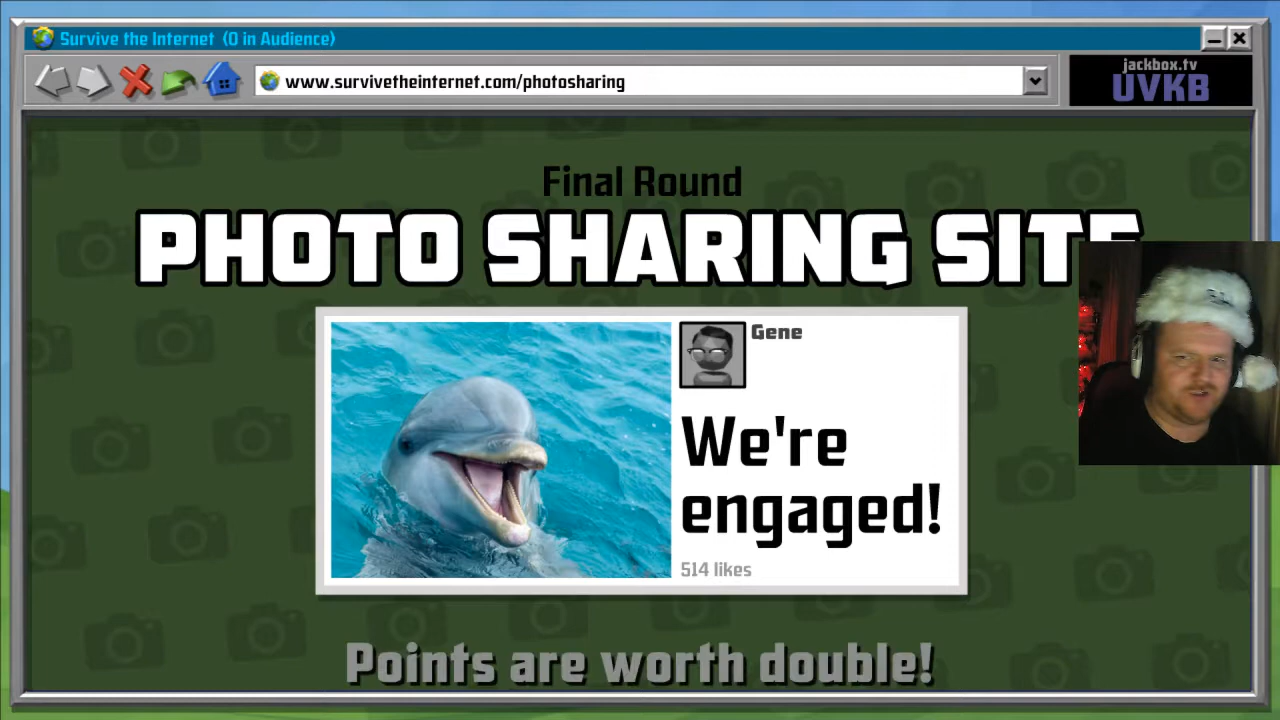 Survive the Internet (0 in Audience)
www.survivetheinternet.com/photosharing
jackbox.tv
UVKB
Final Round
PHOTO SHARING SITE
Gene
We're
engaged!
514 likes
Points are worth double!